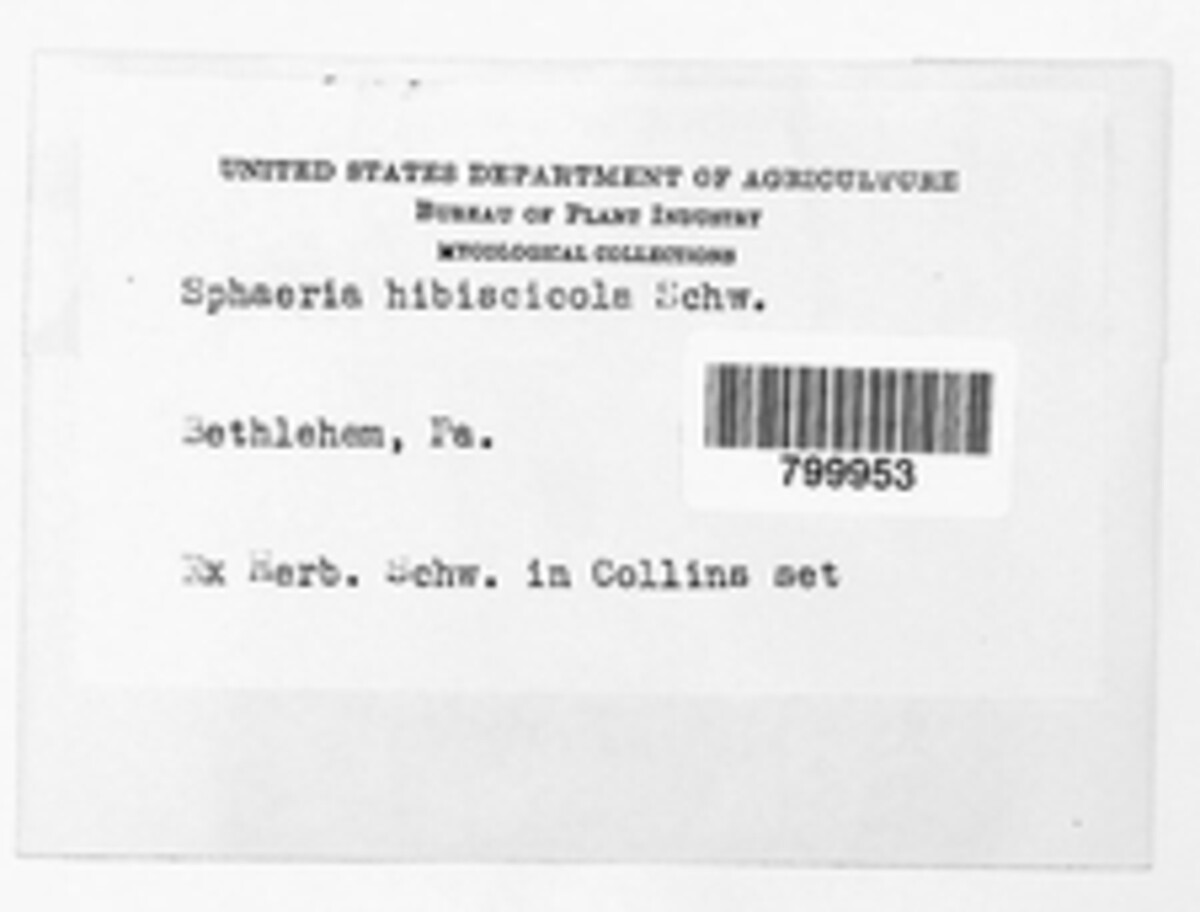 UNITED STATES DEPARTMENT OF AGRICULTURE
BUREAU OF PLANT INDUSTRY
MYCOLOGICAL COLLECTIONS
Sphaeria hibiscicola Schw.
Bethlehem, Pa.
799953
Ex Herb. Schw. in Collins set